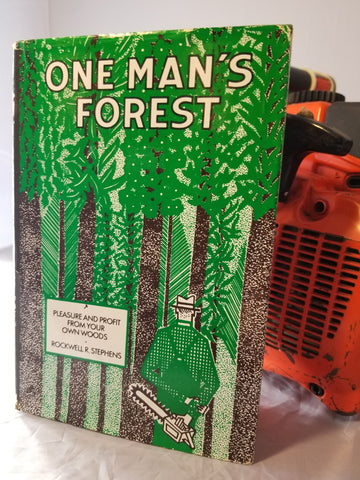 ONE MAN'S
FOREST
PLEASURE AND PROFIT
FROM YOUR
OWN WOODS
ROCKWELL R. STEPHENS